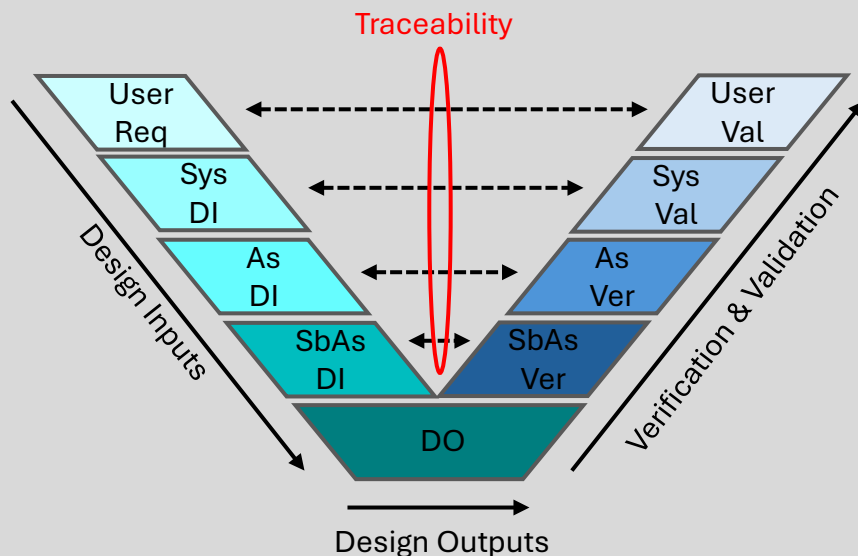 Traceability
User
Req
User
Val
Sys
DI
Sys
Val
As
DI
As
Ver
SbAs
DI
SbAs
Ver
DO
Design Inputs
Verification & Validation
Design Outputs